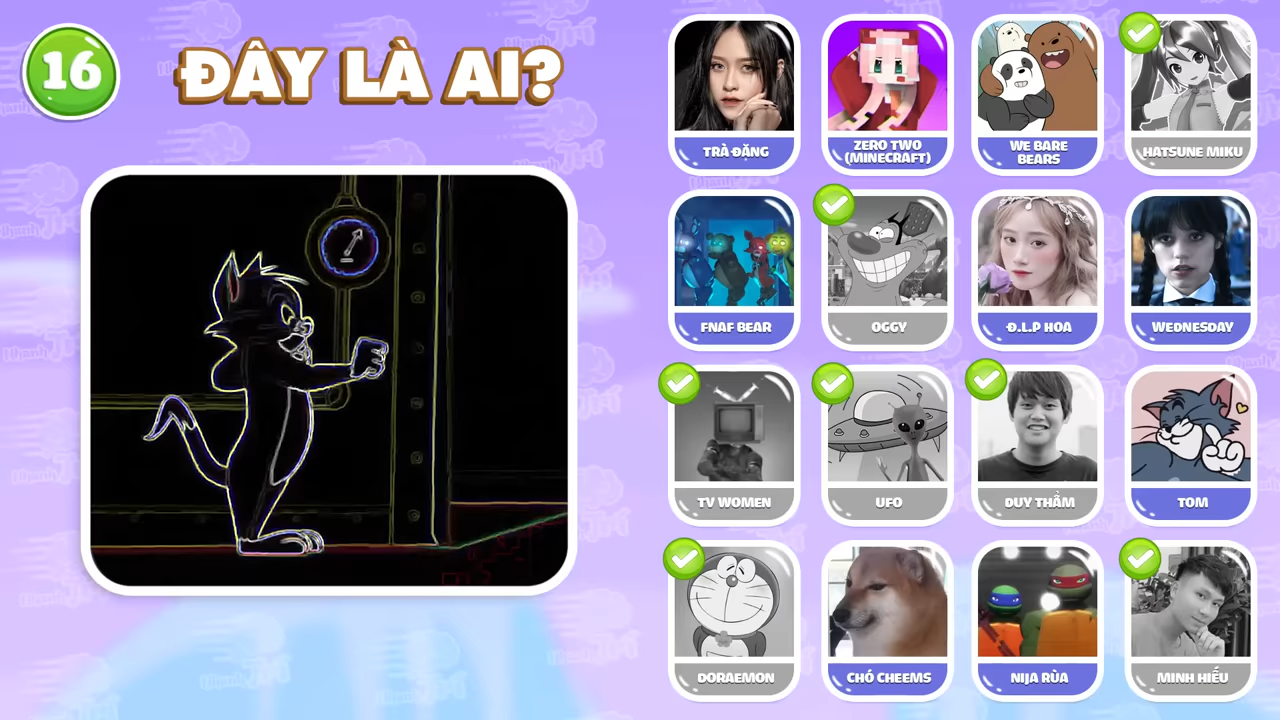 16
ĐÂY LÀ AI?
TRÀ ĐẶNG
ZERO TWO
(MINECRAFT)
WE BARE
BEARS
HATSUNE MIKU
FNAF BEAR
OGGY
Đ.L.P HOA
WEDNESDAY
TV WOMEN
UFO
DUY THẨM
TOM
DORAEMON
CHÓ CHEEMS
NIJA RÙA
MINH HIẾU